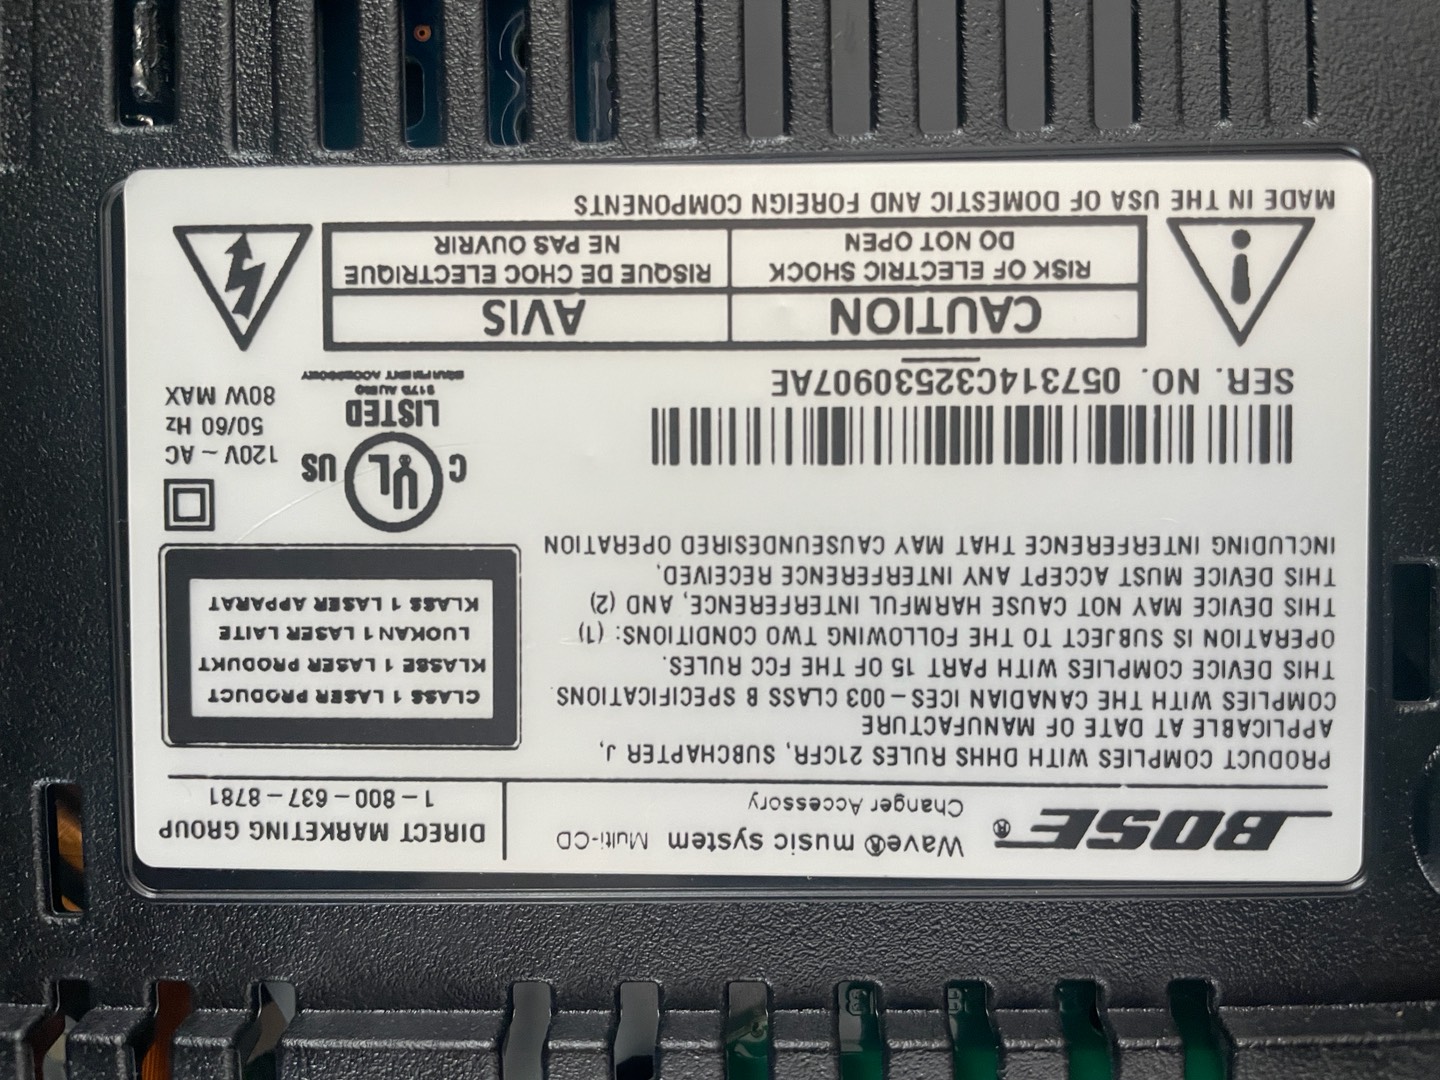 BOSE®
Wave® music system Multi-CD
Changer Accessory
DIRECT MARKETING GROUP
1-800-637-8781
PRODUCT COMPLIES WITH DHHS RULES 21CFR, SUBCHAPTER J,
APPLICABLE AT DATE OF MANUFACTURE
COMPLIES WITH THE CANADIAN ICES-003 CLASS B SPECIFICATIONS.
THIS DEVICE COMPLIES WITH PART 15 OF THE FCC RULES.
OPERATION IS SUBJECT TO THE FOLLOWING TWO CONDITIONS: (1)
THIS DEVICE MAY NOT CAUSE HARMFUL INTERFERENCE, AND (2)
THIS DEVICE MUST ACCEPT ANY INTERFERENCE RECEIVED,
INCLUDING INTERFERENCE THAT MAY CAUSEUNDESIRED OPERATION
CLASS 1 LASER PRODUCT
KLASSE 1 LASER PRODUKT
LUOKAN 1 LASER LAITE
KLASS 1 LASER APPARAT
C UL US
LISTED
917D AUDIO
EQUIPMENT ACCESSORY
120V ~ AC
50/60 Hz
80W MAX
SER. NO. 057314C32530907AE
CAUTION
RISK OF ELECTRIC SHOCK
DO NOT OPEN
AVIS
RISQUE DE CHOC ELECTRIQUE
NE PAS OUVRIR
MADE IN THE USA OF DOMESTIC AND FOREIGN COMPONENTS